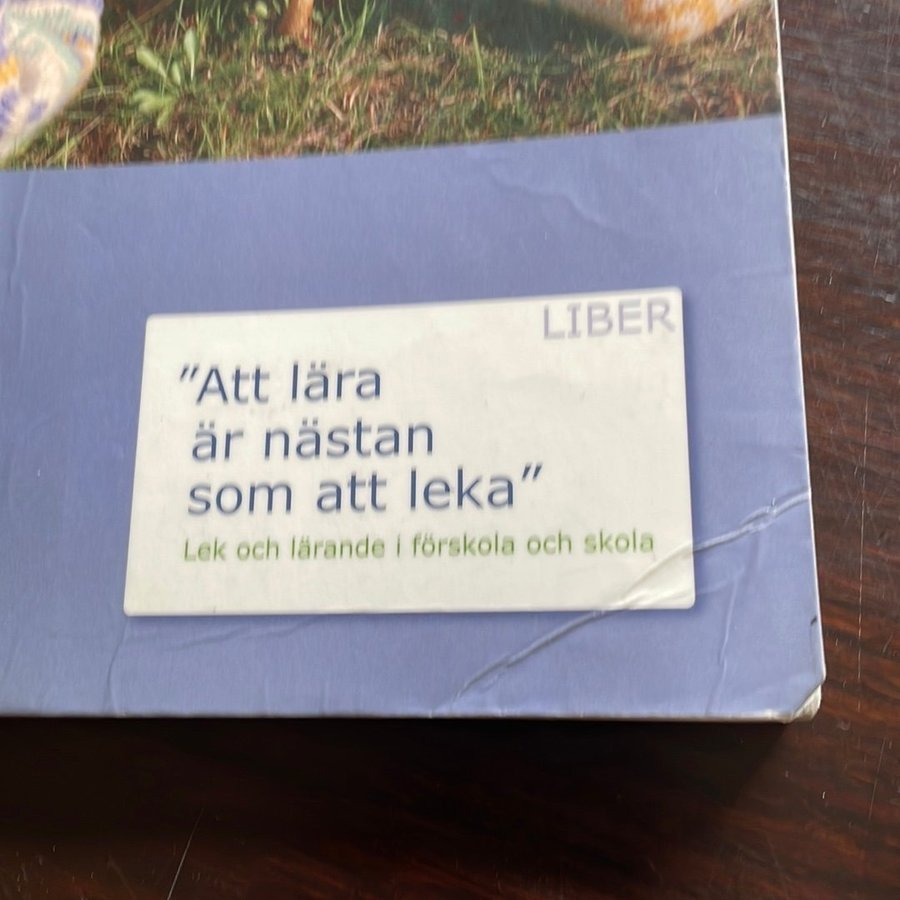 LIBER
”Att lära
är nästan
som att leka”
Lek och lärande i förskola och skola